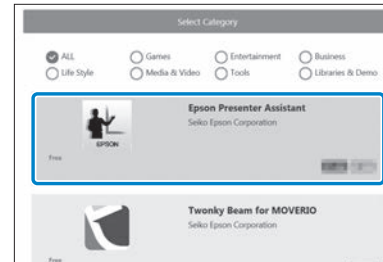 Select Category
ALL Games Entertainment Business
Life Style Media & Video Tools Libraries & Demo
Epson Presenter Assistant
Seiko Epson Corporation
EPSON
Free
Twonky Beam for MOVERIO
Seiko Epson Corporation
Free